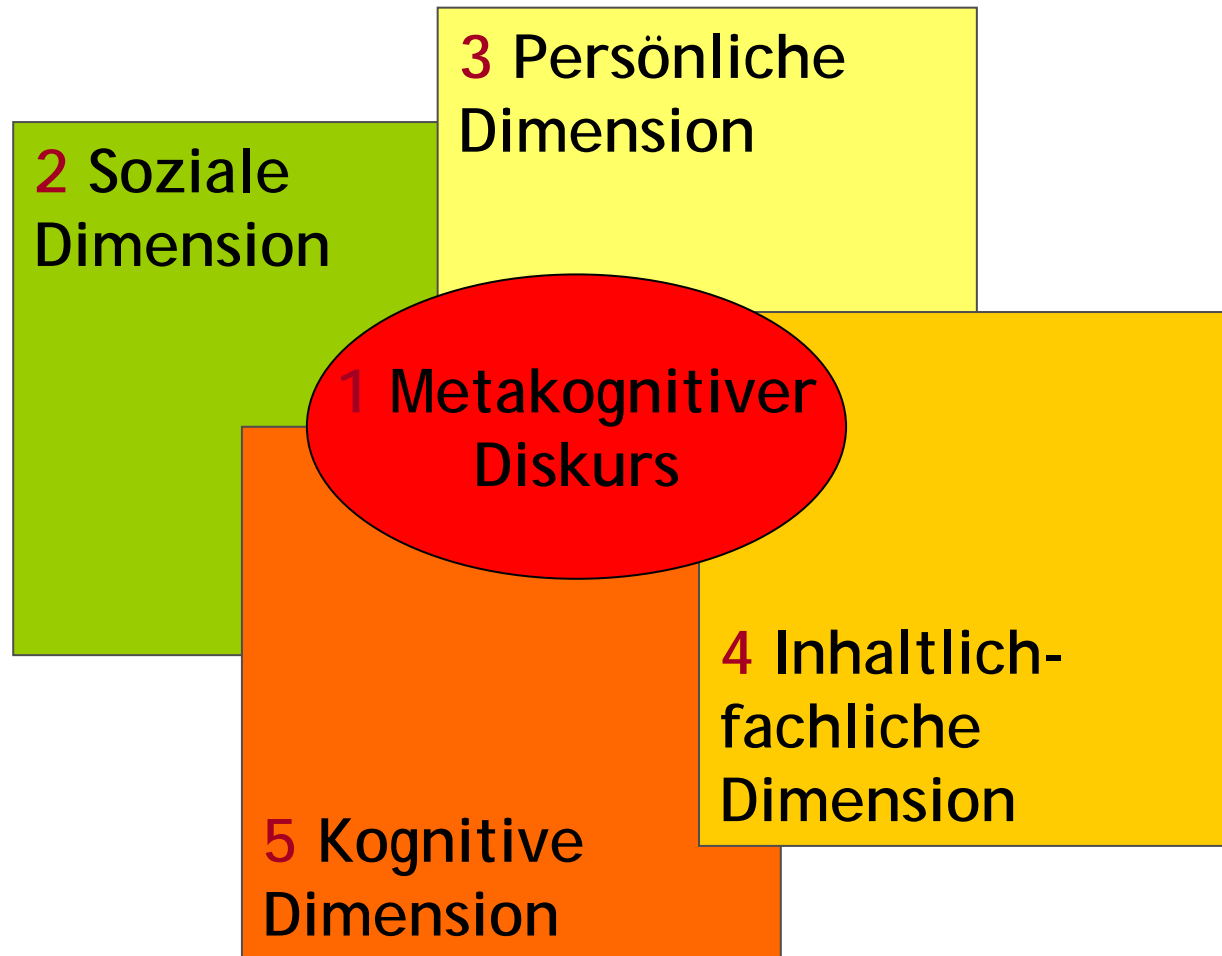 3 Persönliche
Dimension
2 Soziale
Dimension
1 Metakognitiver
Diskurs
4 Inhaltlich-
fachliche
Dimension
5 Kognitive
Dimension